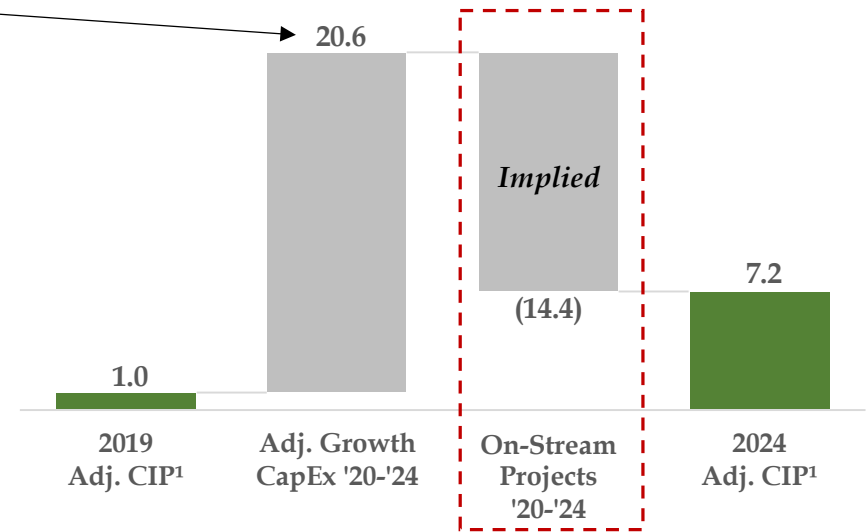 20.6
Implied
(14.4)
7.2
1.0
2019
Adj. CIP¹
Adj. Growth
CapEx '20-'24
On-Stream
Projects
'20-'24
2024
Adj. CIP¹